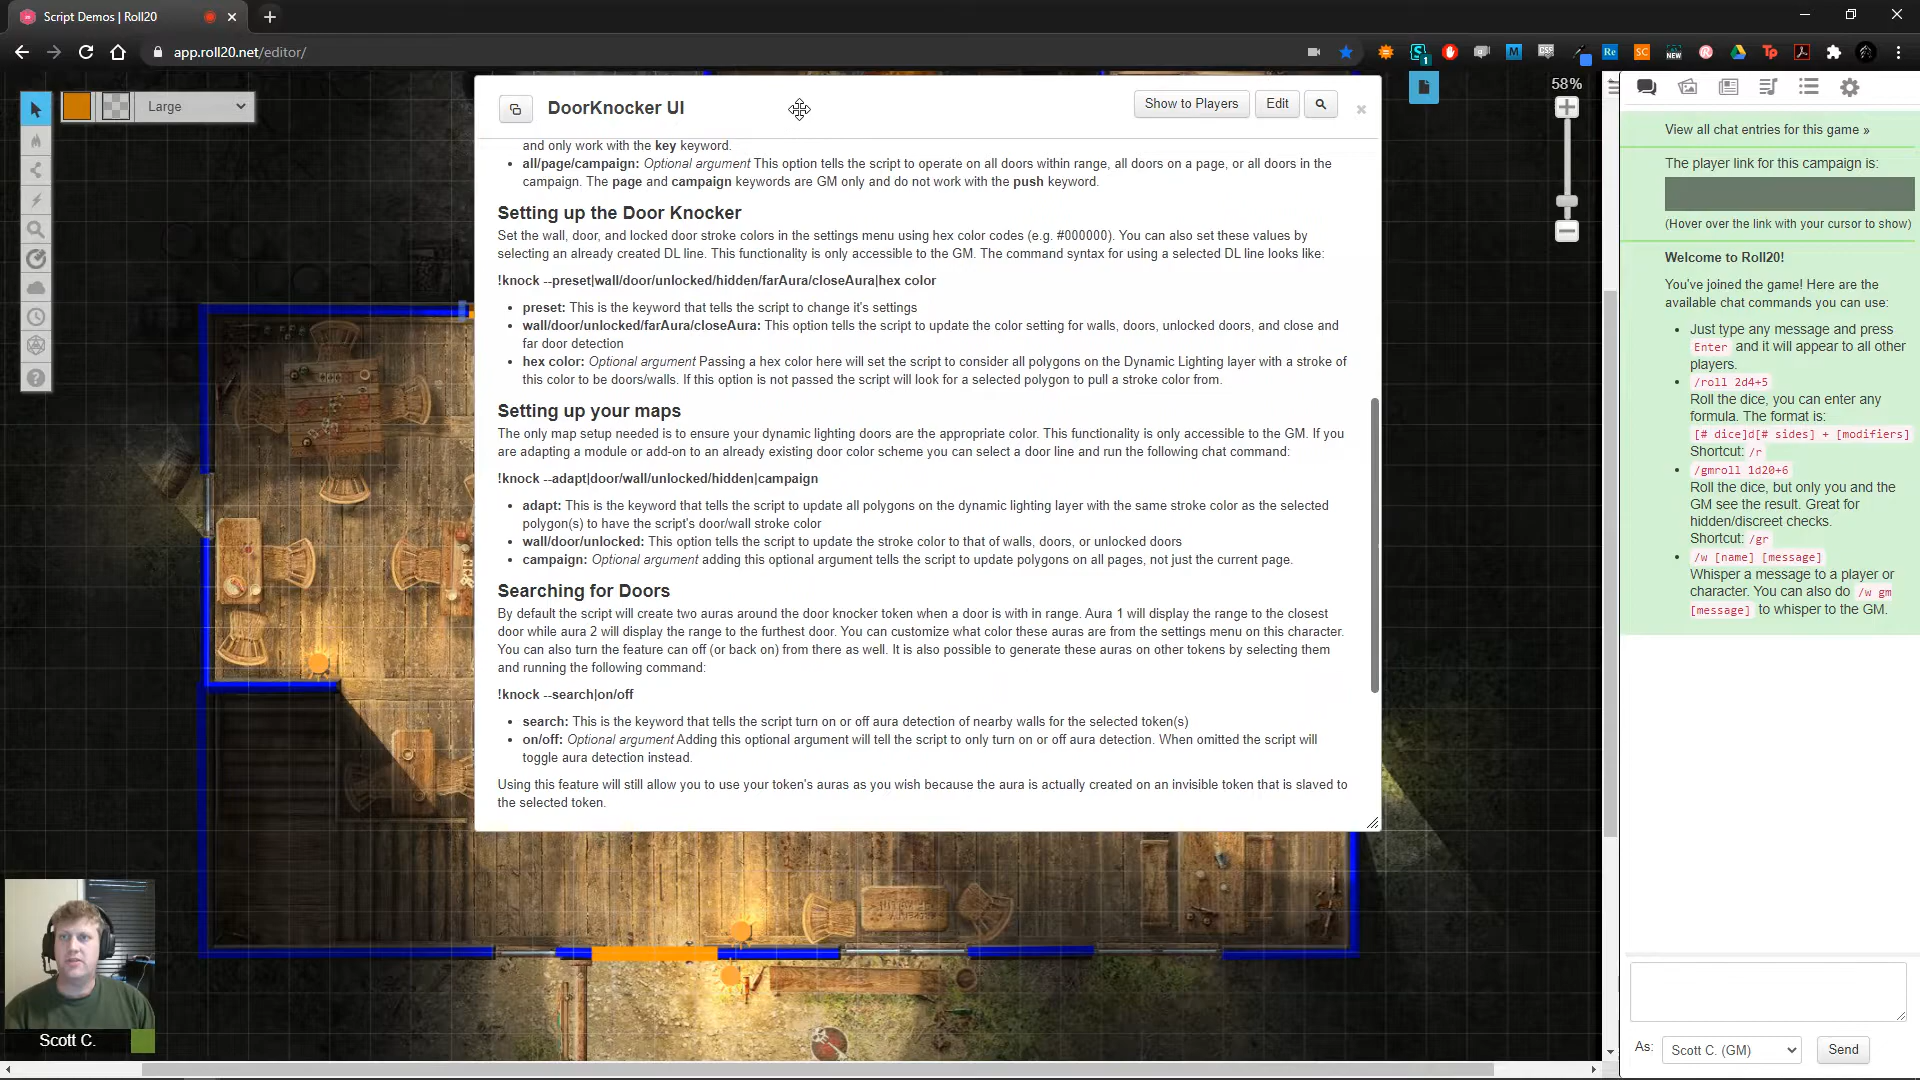 Script Demos | Roll20
app.roll20.net/editor/
Large
DoorKnocker UI
Show to Players
Edit
and only work with the key keyword.
• all/page/campaign: Optional argument This option tells the script to operate on all doors within range, all doors on a page, or all doors in the
campaign. The page and campaign keywords are GM only and do not work with the push keyword.
Setting up the Door Knocker
Set the wall, door, and locked door stroke colors in the settings menu using hex color codes (e.g. #000000). You can also set these values by
selecting an already created DL line. This functionality is only accessible to the GM. The command syntax for using a selected DL line looks like:
!knock --preset|wall/door/unlocked/hidden/farAura/closeAura|hex color
• preset: This is the keyword that tells the script to change it's settings
• wall/door/unlocked/farAura/closeAura: This option tells the script to update the color setting for walls, doors, unlocked doors, and close and
far door detection
• hex color: Optional argument Passing a hex color here will set the script to consider all polygons on the Dynamic Lighting layer with a stroke of
this color to be doors/walls. If this option is not passed the script will look for a selected polygon to pull a stroke color from.
Setting up your maps
The only map setup needed is to ensure your dynamic lighting doors are the appropriate color. This functionality is only accessible to the GM. If you
are adapting a module or add-on to an already existing door color scheme you can select a door line and run the following chat command:
!knock --adapt|door/wall/unlocked/hidden|campaign
• adapt: This is the keyword that tells the script to update all polygons on the dynamic lighting layer with the same stroke color as the selected
polygon(s) to have the script's door/wall stroke color
• wall/door/unlocked: This option tells the script to update the stroke color to that of walls, doors, or unlocked doors
• campaign: Optional argument adding this optional argument tells the script to update polygons on all pages, not just the current page.
Searching for Doors
By default the script will create two auras around the door knocker token when a door is with in range. Aura 1 will display the range to the closest
door while aura 2 will display the range to the furthest door. You can customize what color these auras are from the settings menu on this character.
You can also turn the feature can off (or back on) from there as well. It is also possible to generate these auras on other tokens by selecting them
and running the following command:
!knock --search|on/off
• search: This is the keyword that tells the script turn on or off aura detection of nearby walls for the selected token(s)
• on/off: Optional argument Adding this optional argument will tell the script to only turn on or off aura detection. When omitted the script will
toggle aura detection instead.
Using this feature will still allow you to use your token's auras as you wish because the aura is actually created on an invisible token that is slaved to
the selected token.
58%
View all chat entries for this game »
The player link for this campaign is:
(Hover over the link with your cursor to show)
Welcome to Roll20!
You've joined the game! Here are the
available chat commands you can use:
• Just type any message and press
Enter and it will appear to all other
players.
• /roll 2d4+5
Roll the dice, you can enter any
formula. The format is:
[# dice]d[# sides] + [modifiers]
Shortcut: /r
• /gmroll 1d20+6
Roll the dice, but only you and the
GM see the result. Great for
hidden/discreet checks.
Shortcut: /gr
• /w [name] [message]
Whisper a message to a player or
character. You can also do /w gm
[message] to whisper to the GM.
As:
Scott C. (GM)
Send
Scott C.